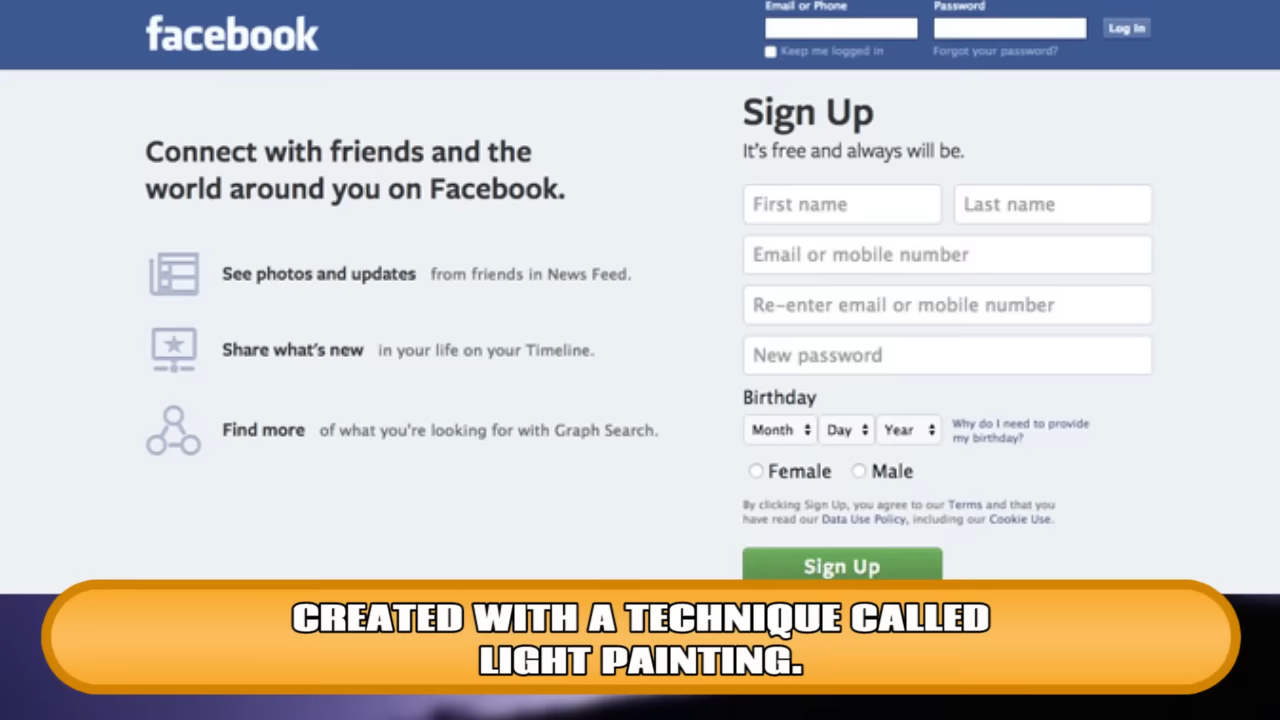 facebook
Email or Phone
Password
Log In
Keep me logged in
Forgot your password?
Connect with friends and the
world around you on Facebook.
See photos and updates from friends in News Feed.
Share what's new in your life on your Timeline.
Find more of what you're looking for with Graph Search.
Sign Up
It's free and always will be.
First name
Last name
Email or mobile number
Re-enter email or mobile number
New password
Birthday
Month
Day
Year
Why do I need to provide
my birthday?
Female
Male
By clicking Sign Up, you agree to our Terms and that you
have read our Data Use Policy, including our Cookie Use.
Sign Up
CREATED WITH A TECHNIQUE CALLED
LIGHT PAINTING.